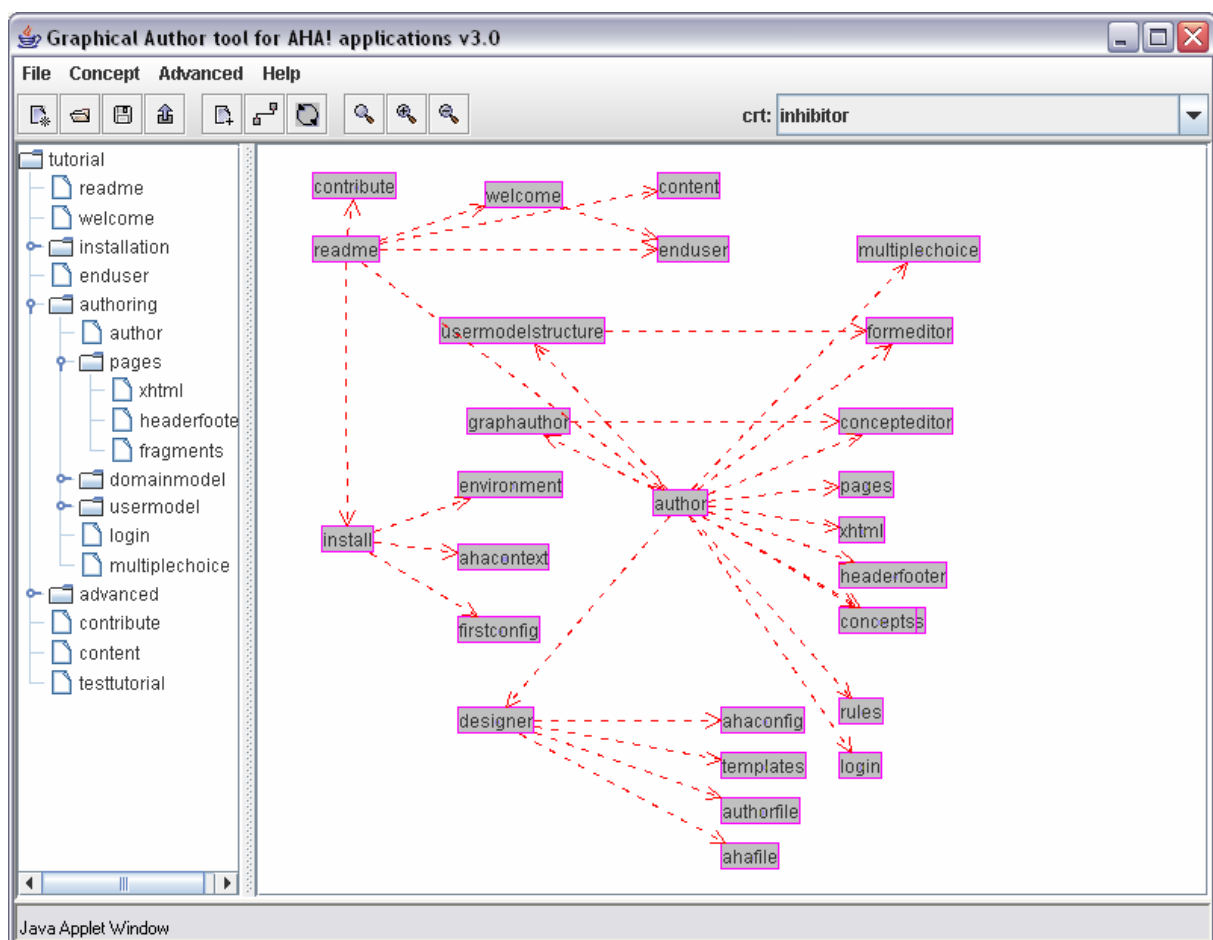 Graphical Author tool for AHA! applications v3.0
File Concept Advanced Help
crt: inhibitor
tutorial
readme
welcome
installation
enduser
authoring
author
pages
xhtml
headerfoote
fragments
domainmodel
usermodel
login
multiplechoice
advanced
contribute
content
testtutorial
contribute
welcome
content
readme
enduser
multiplechoice
usermodelstructure
formeditor
graphauthor
concepteditor
environment
author
pages
install
xhtml
ahacontext
headerfooter
firstconfig
conceptss
designer
ahaconfig
rules
templates
login
authorfile
ahafile
Java Applet Window